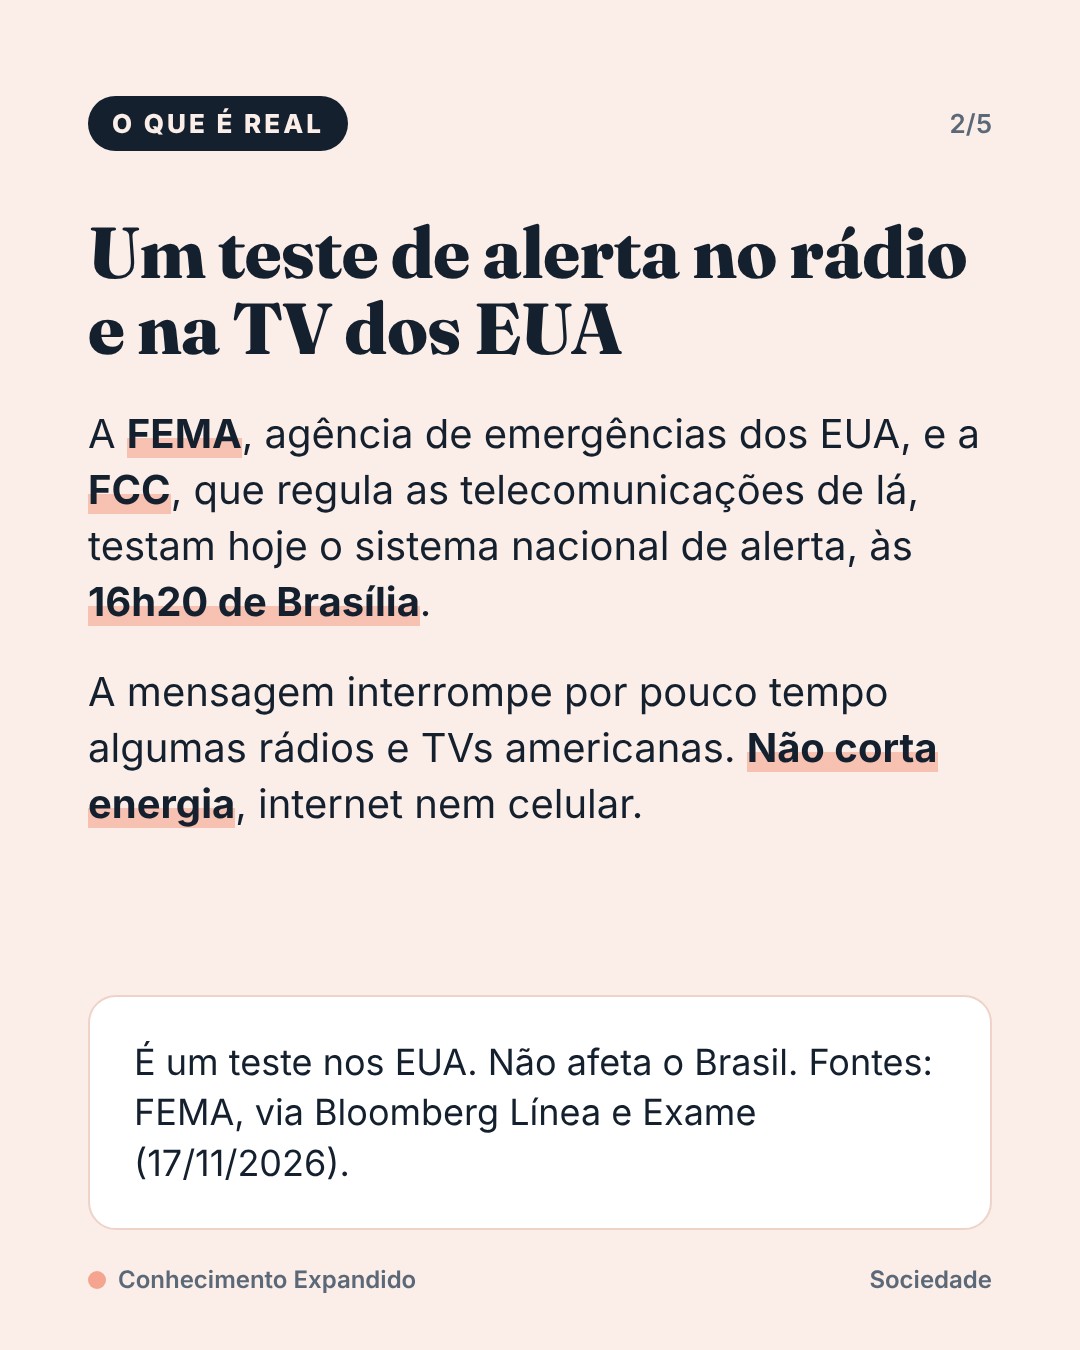 O QUE É REAL
2/5
Um teste de alerta no rádio
e na TV dos EUA
A FEMA, agência de emergências dos EUA, e a
FCC, que regula as telecomunicações de lá,
testam hoje o sistema nacional de alerta, às
16h20 de Brasília.
A mensagem interrompe por pouco tempo
algumas rádios e TVs americanas. Não corta
energia, internet nem celular.
É um teste nos EUA. Não afeta o Brasil. Fontes:
FEMA, via Bloomberg Línea e Exame
(17/11/2026).
Conhecimento Expandido
Sociedade